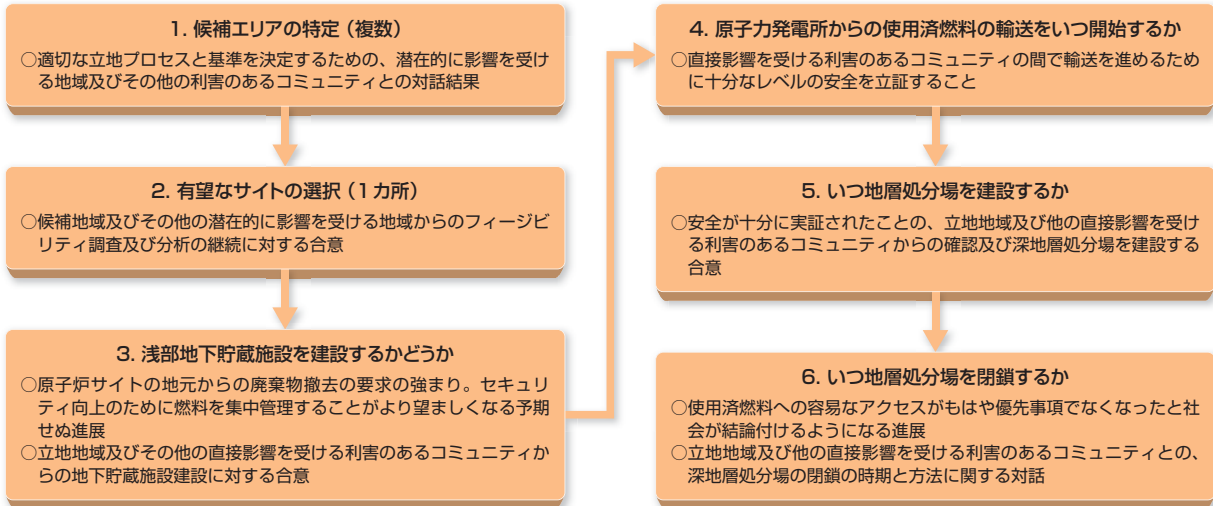 1. 候補エリアの特定（複数）
○適切な立地プロセスと基準を決定するための、潜在的に影響を受け
る地域及びその他の利害のあるコミュニティとの対話結果
2. 有望なサイトの選択（1カ所）
○候補地域及びその他の潜在的に影響を受ける地域からのフィージビ
リティ調査及び分析の継続に対する合意
3. 浅部地下貯蔵施設を建設するかどうか
○原子炉サイトの地元からの廃棄物撤去の要求の強まり。セキュリ
ティ向上のために燃料を集中管理することがより望ましくなる予期
せぬ進展
○立地地域及びその他の直接影響を受ける利害のあるコミュニティか
らの地下貯蔵施設建設に対する合意
4. 原子力発電所からの使用済燃料の輸送をいつ開始するか
○直接影響を受ける利害のあるコミュニティの間で輸送を進めるため
に十分なレベルの安全を立証すること
5. いつ地層処分場を建設するか
○安全が十分に実証されたことの、立地地域及び他の直接影響を受け
る利害のあるコミュニティからの確認及び深地層処分場を建設する
合意
6. いつ地層処分場を閉鎖するか
○使用済燃料への容易なアクセスがもはや優先事項でなくなったと社
会が結論付けるようになる進展
○立地地域及び他の直接影響を受ける利害のあるコミュニティとの、
深地層処分場の閉鎖の時期と方法に関する対話